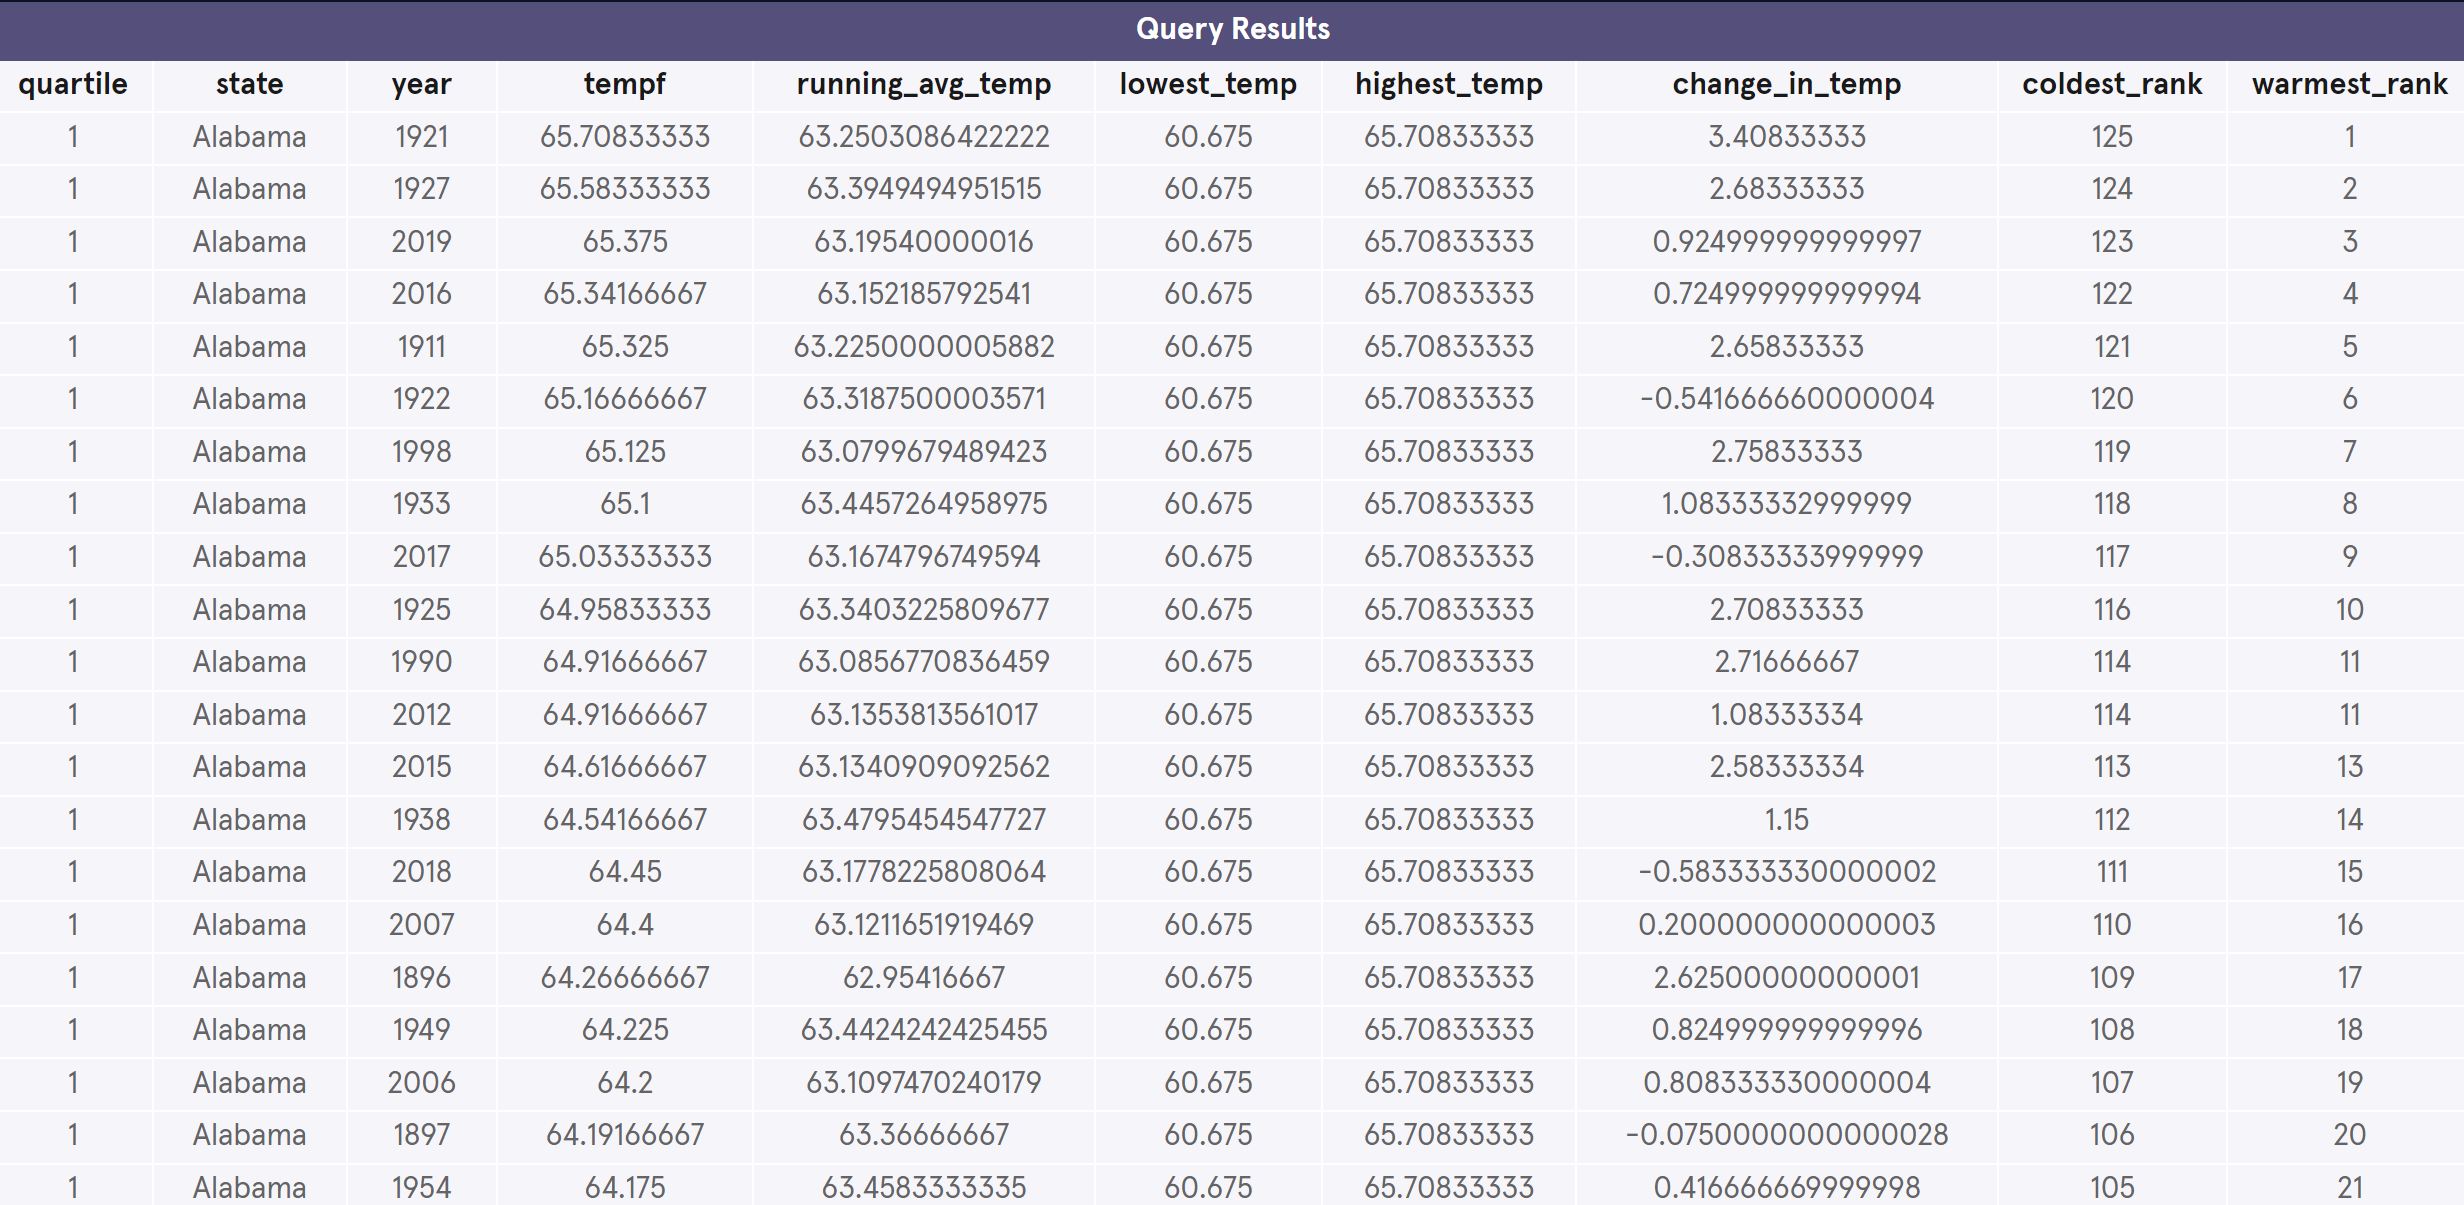 Query Results
quartile state year tempf running_avg_temp lowest_temp highest_temp change_in_temp coldest_rank warmest_rank
1 Alabama 1921 65.70833333 63.2503086422222 60.675 65.70833333 3.40833333 125 1
1 Alabama 1927 65.58333333 63.3949494951515 60.675 65.70833333 2.68333333 124 2
1 Alabama 2019 65.375 63.19540000016 60.675 65.70833333 0.924999999999997 123 3
1 Alabama 2016 65.34166667 63.152185792541 60.675 65.70833333 0.724999999999994 122 4
1 Alabama 1911 65.325 63.2250000005882 60.675 65.70833333 2.65833333 121 5
1 Alabama 1922 65.16666667 63.3187500003571 60.675 65.70833333 -0.541666660000004 120 6
1 Alabama 1998 65.125 63.0799679489423 60.675 65.70833333 2.75833333 119 7
1 Alabama 1933 65.1 63.4457264958975 60.675 65.70833333 1.08333332999999 118 8
1 Alabama 2017 65.03333333 63.1674796749594 60.675 65.70833333 -0.30833333999999 117 9
1 Alabama 1925 64.95833333 63.3403225809677 60.675 65.70833333 2.70833333 116 10
1 Alabama 1990 64.91666667 63.0856770836459 60.675 65.70833333 2.71666667 114 11
1 Alabama 2012 64.91666667 63.1353813561017 60.675 65.70833333 1.08333334 114 11
1 Alabama 2015 64.61666667 63.1340909092562 60.675 65.70833333 2.58333334 113 13
1 Alabama 1938 64.54166667 63.4795454547727 60.675 65.70833333 1.15 112 14
1 Alabama 2018 64.45 63.1778225808064 60.675 65.70833333 -0.583333330000002 111 15
1 Alabama 2007 64.4 63.1211651919469 60.675 65.70833333 0.200000000000003 110 16
1 Alabama 1896 64.26666667 62.95416667 60.675 65.70833333 2.62500000000001 109 17
1 Alabama 1949 64.225 63.4424242425455 60.675 65.70833333 0.824999999999996 108 18
1 Alabama 2006 64.2 63.1097470240179 60.675 65.70833333 0.808333330000004 107 19
1 Alabama 1897 64.19166667 63.36666667 60.675 65.70833333 -0.0750000000000028 106 20
1 Alabama 1954 64.175 63.4583333335 60.675 65.70833333 0.416666669999998 105 21